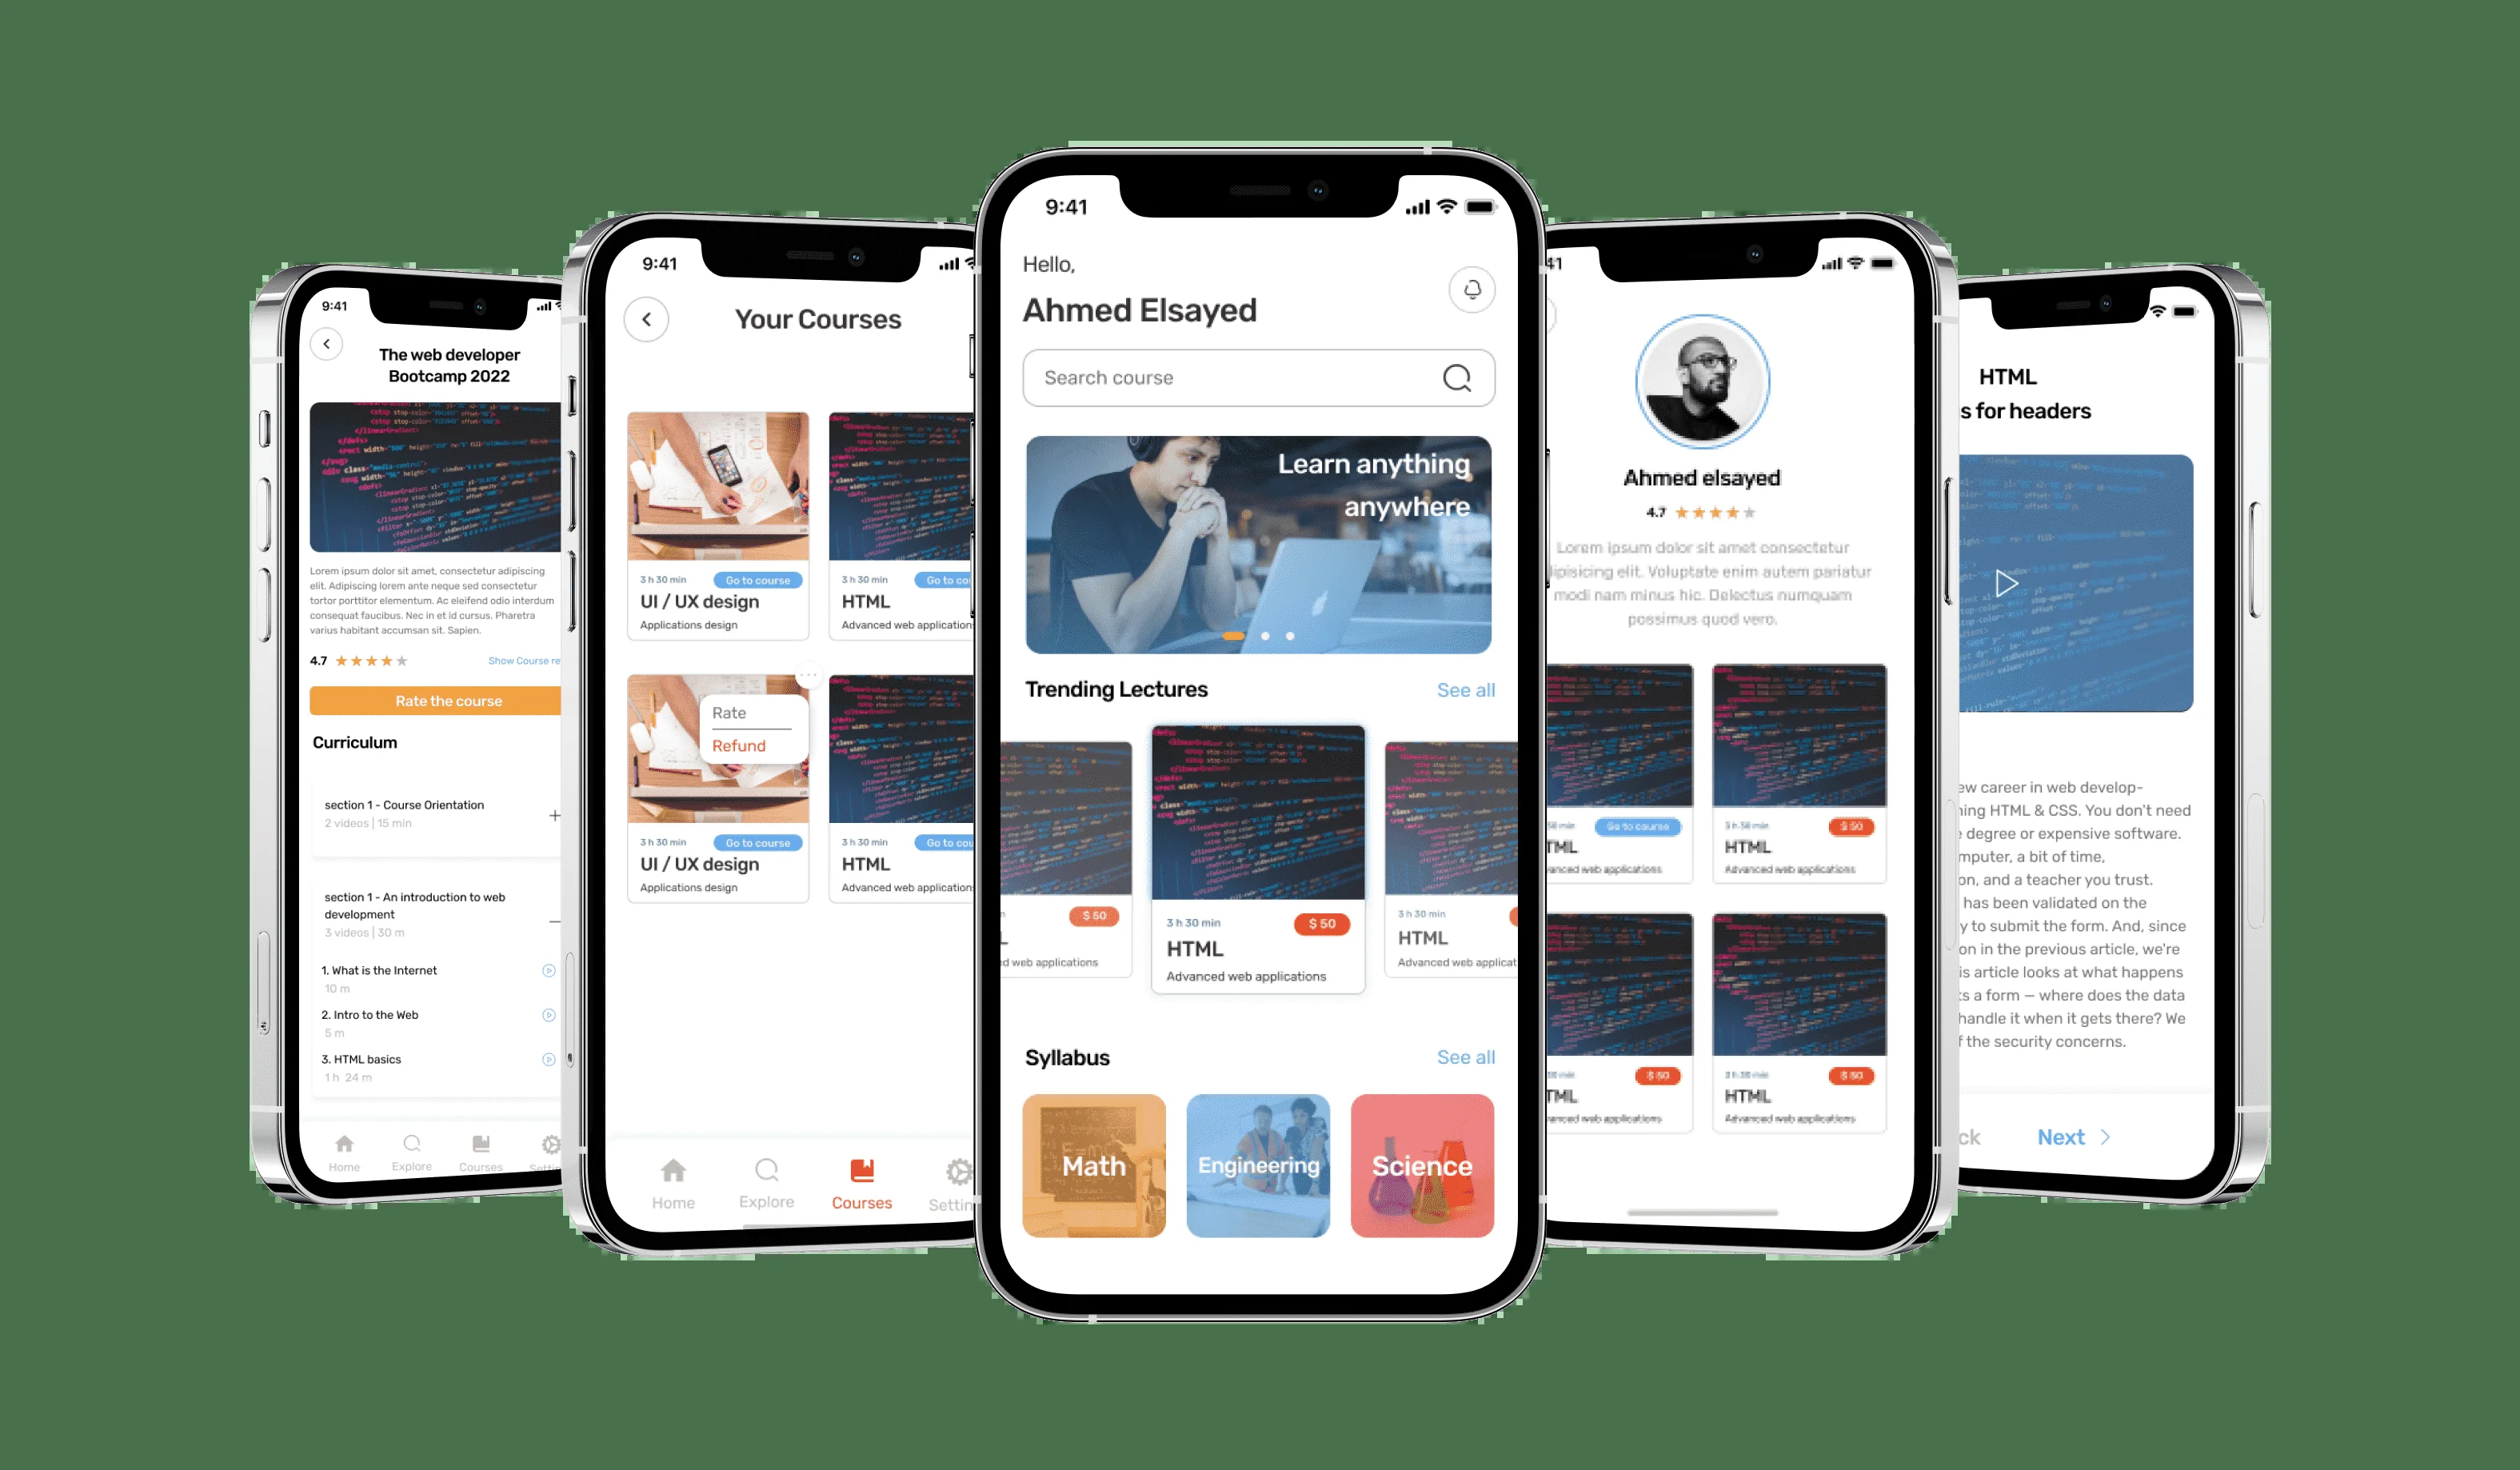 9:41
The web developer
Bootcamp 2022
Lorem ipsum dolor sit amet, consectetur adipiscing
elit. Adipiscing lorem ante neque sed consectetur
tortor porttitor elementum. Ac eleifend odio interdum
consequat faucibus. Nec in et id cursus. Pharetra
varius habitant accumsan sit. Sapien.
4.7
Show Course re
Rate the course
Curriculum
section 1 - Course Orientation
2 videos | 15 min
section 1 - An introduction to web
development
3 videos | 30 m
1. What is the Internet
10 m
2. Intro to the Web
5 m
3. HTML basics
1 h 24 m
Home Explore Courses Settin
9:41
Your Courses
3 h 30 min Go to course
UI / UX design
Applications design
3 h 30 min Go to cou
HTML
Advanced web application
Rate
Refund
3 h 30 min Go to course
UI / UX design
Applications design
3 h 30 min Go to cou
HTML
Advanced web application
Home Explore Courses Settin
9:41
Hello,
Ahmed Elsayed
Search course
Learn anything
anywhere
Trending Lectures See all
$ 50
d web applications
3 h 30 min $ 50
HTML
Advanced web applications
3 h 30 min
HTML
Advanced web applicat
Syllabus See all
Math
Engineering
Science
41
Ahmed elsayed
4.7
Lorem ipsum dolor sit amet consectetur
ipisicing elit. Voluptate enim autem pariatur
modi nam minus hic. Delectus numquam
possimus quod vero.
min Go to course
TML
anced web applications
3 h 30 min $ 50
HTML
Advanced web applications
min $ 50
TML
anced web applications
3 h 30 min $ 50
HTML
Advanced web applications
HTML
s for headers
ew career in web develop-
ning HTML & CSS. You don't need
e degree or expensive software.
mputer, a bit of time,
on, and a teacher you trust.
has been validated on the
y to submit the form. And, since
on in the previous article, we're
is article looks at what happens
ts a form — where does the data
handle it when it gets there? We
f the security concerns.
ck Next